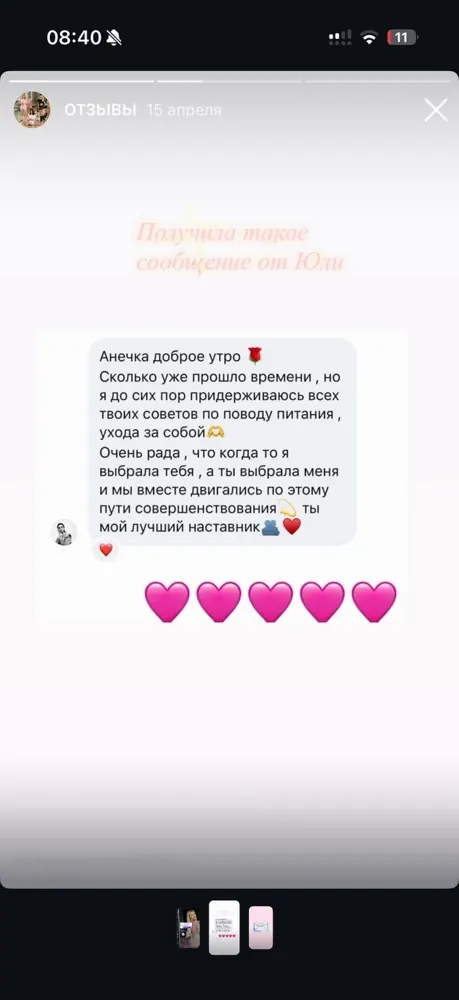 08:40
11
ОТЗЫВЫ 15 апреля
Получила такое
сообщение от Юли
Анечка доброе утро 🌹
Сколько уже прошло времени , но
я до сих пор придерживаюсь всех
твоих советов по поводу питания ,
ухода за собой🫶
Очень рада , что когда то я
выбрала тебя , а ты выбрала меня
и мы вместе двигались по этому
пути совершенствования💫 ты
мой лучший наставник🫂❤️